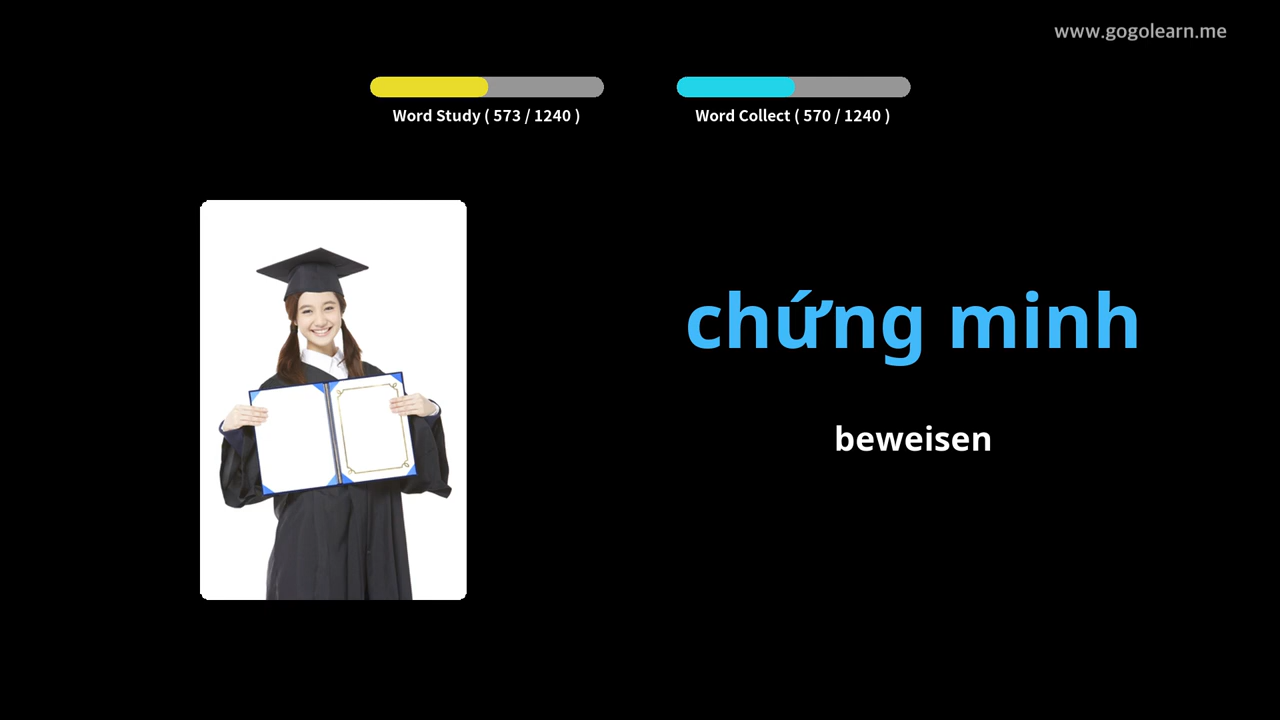 www.gogolearn.me
Word Study ( 573 / 1240 )
Word Collect ( 570 / 1240 )
chứng minh
beweisen